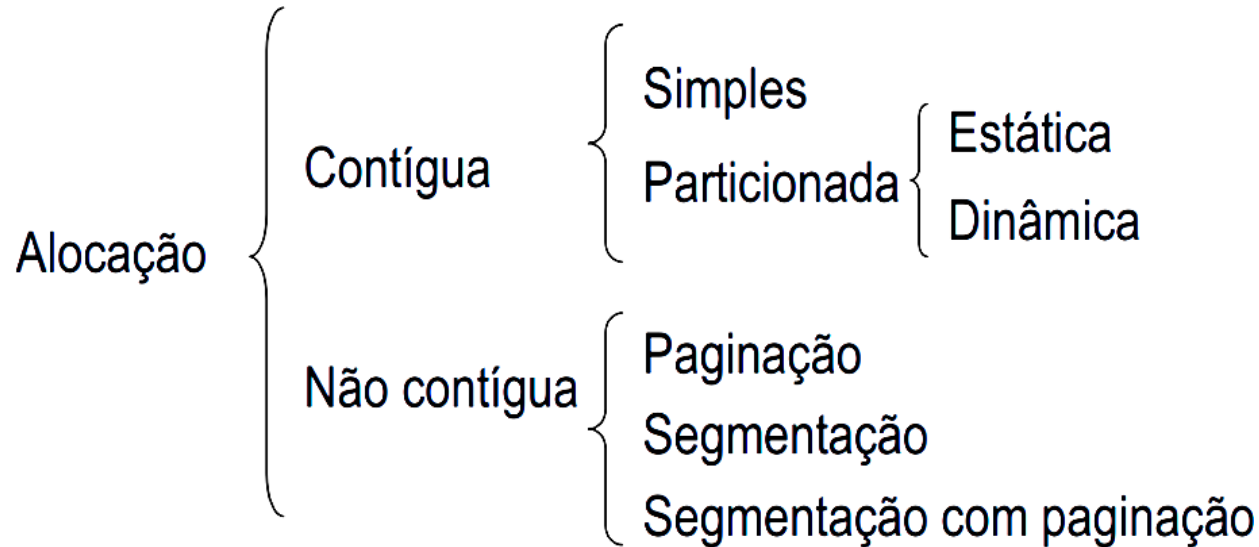 Alocação
Contígua
Simples
Particionada
Estática
Dinâmica
Não contígua
Paginação
Segmentação
Segmentação com paginação